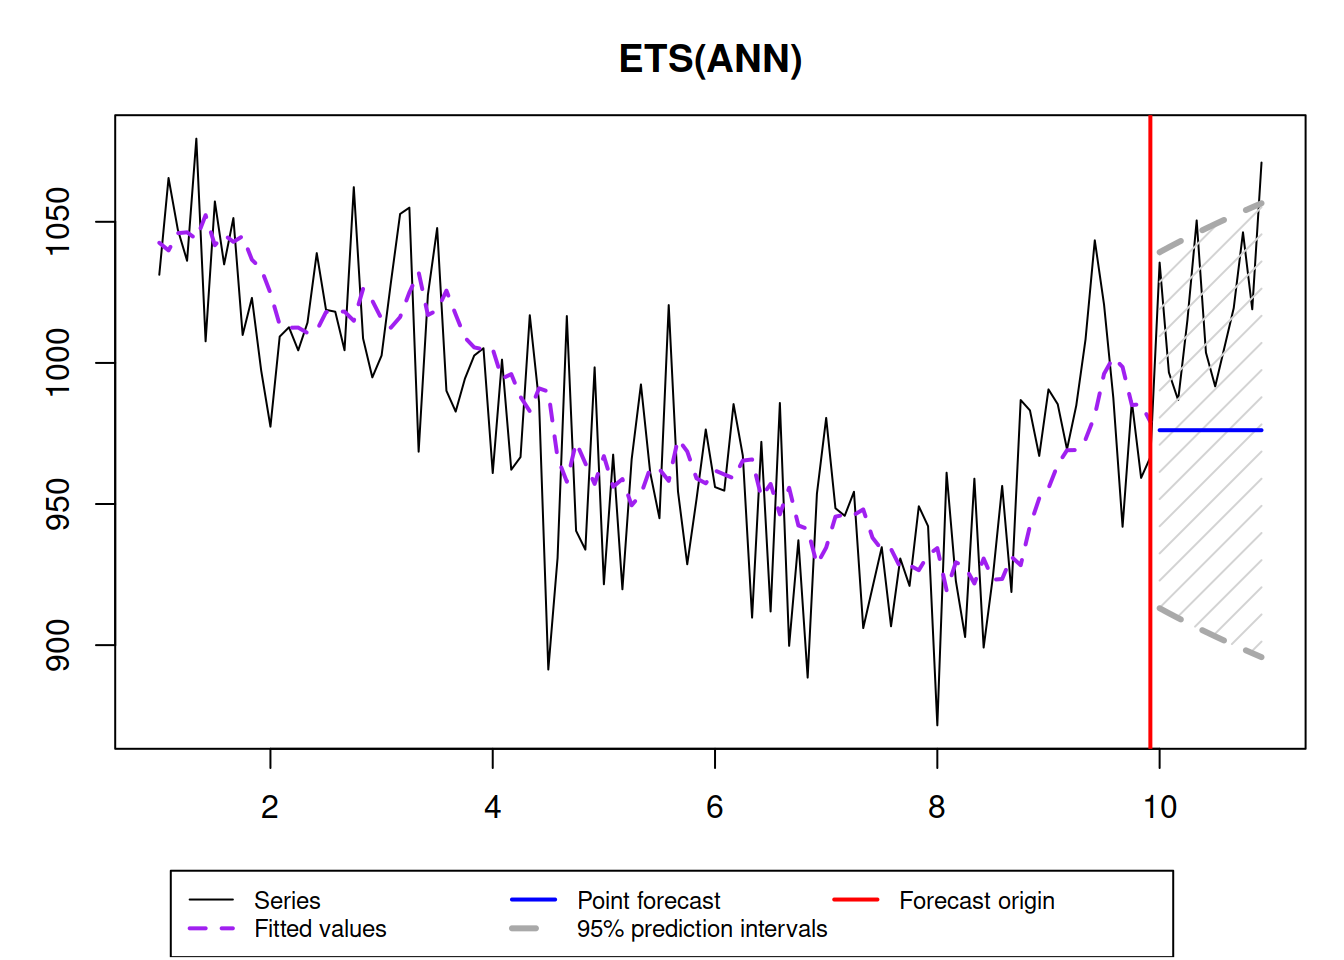 ETS(ANN)
1050
1000
950
900
2 4 6 8 10
Series Point forecast Forecast origin
Fitted values 95% prediction intervals